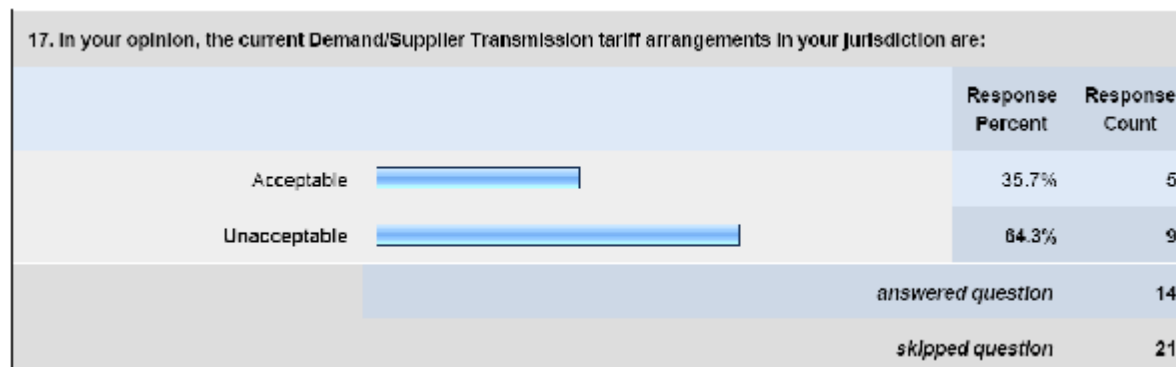 17. In your opinion, the current Demand/Supplier Transmission tariff arrangements in your jurisdiction are:
Response Percent Response Count
Acceptable 35.7% 5
Unacceptable 64.3% 9
answered question 14
skipped question 21